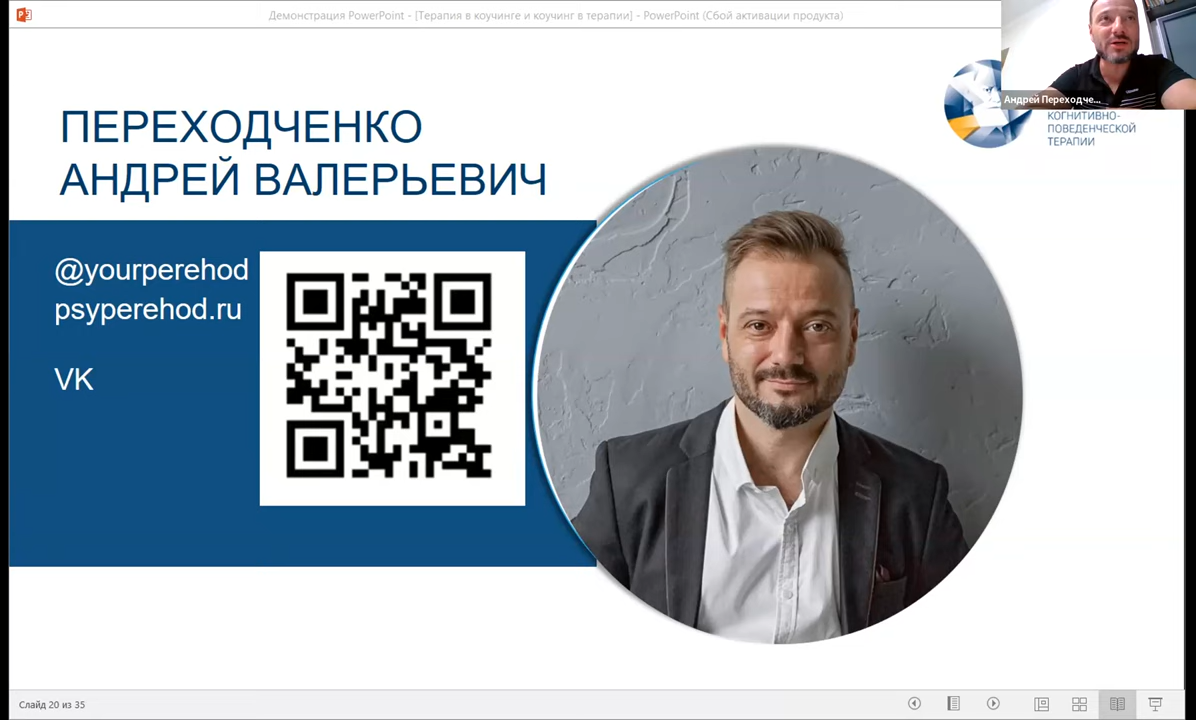 Демонстрация PowerPoint - [Терапия в коучинге и коучинг в терапии] - PowerPoint (Сбой активации продукта)
Андрей Переходче...
КОГНИТИВНО-
ПОВЕДЕНЧЕСКОЙ
ТЕРАПИИ
ПЕРЕХОДЧЕНКО
АНДРЕЙ ВАЛЕРЬЕВИЧ
@yourperehod
psyperehod.ru
VK
Слайд 20 из 35